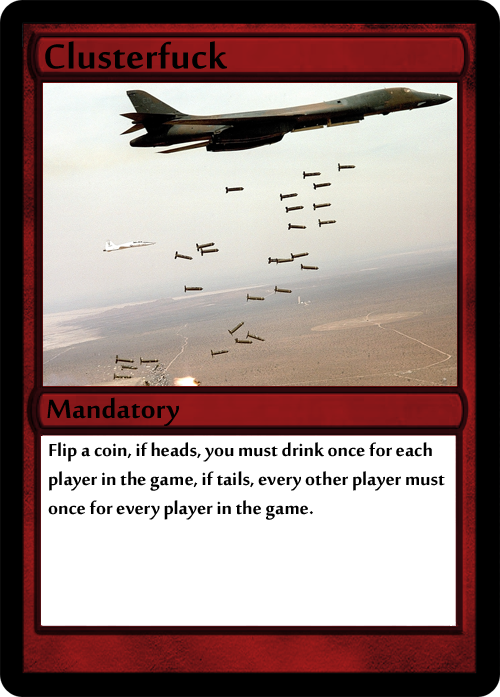 Clusterfuck
Mandatory
Flip a coin, if heads, you must drink once for each
player in the game, if tails, every other player must
once for every player in the game.